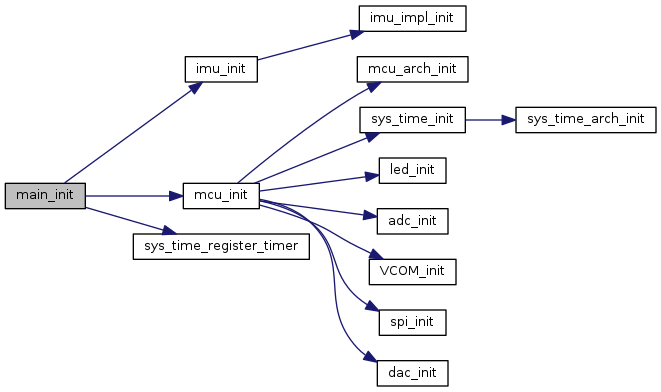 imu_impl_init
imu_init
mcu_arch_init
sys_time_init
sys_time_arch_init
led_init
main_init
mcu_init
adc_init
sys_time_register_timer
VCOM_init
spi_init
dac_init